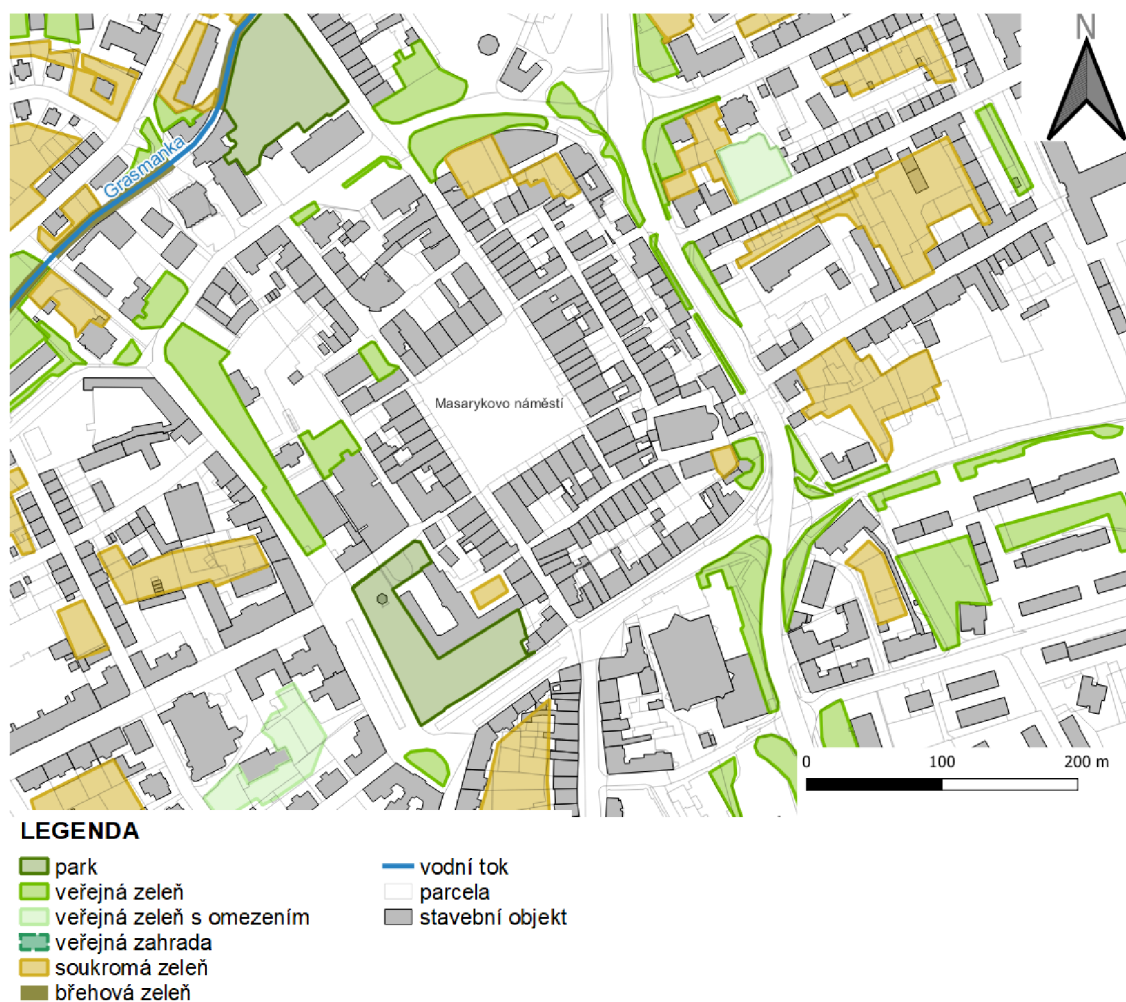 N
Grasmanka
Masarykovo náměstí
0 100 200 m
LEGENDA
park
veřejná zeleň
veřejná zeleň s omezením
veřejná zahrada
soukromá zeleň
břehová zeleň
vodní tok
parcela
stavební objekt